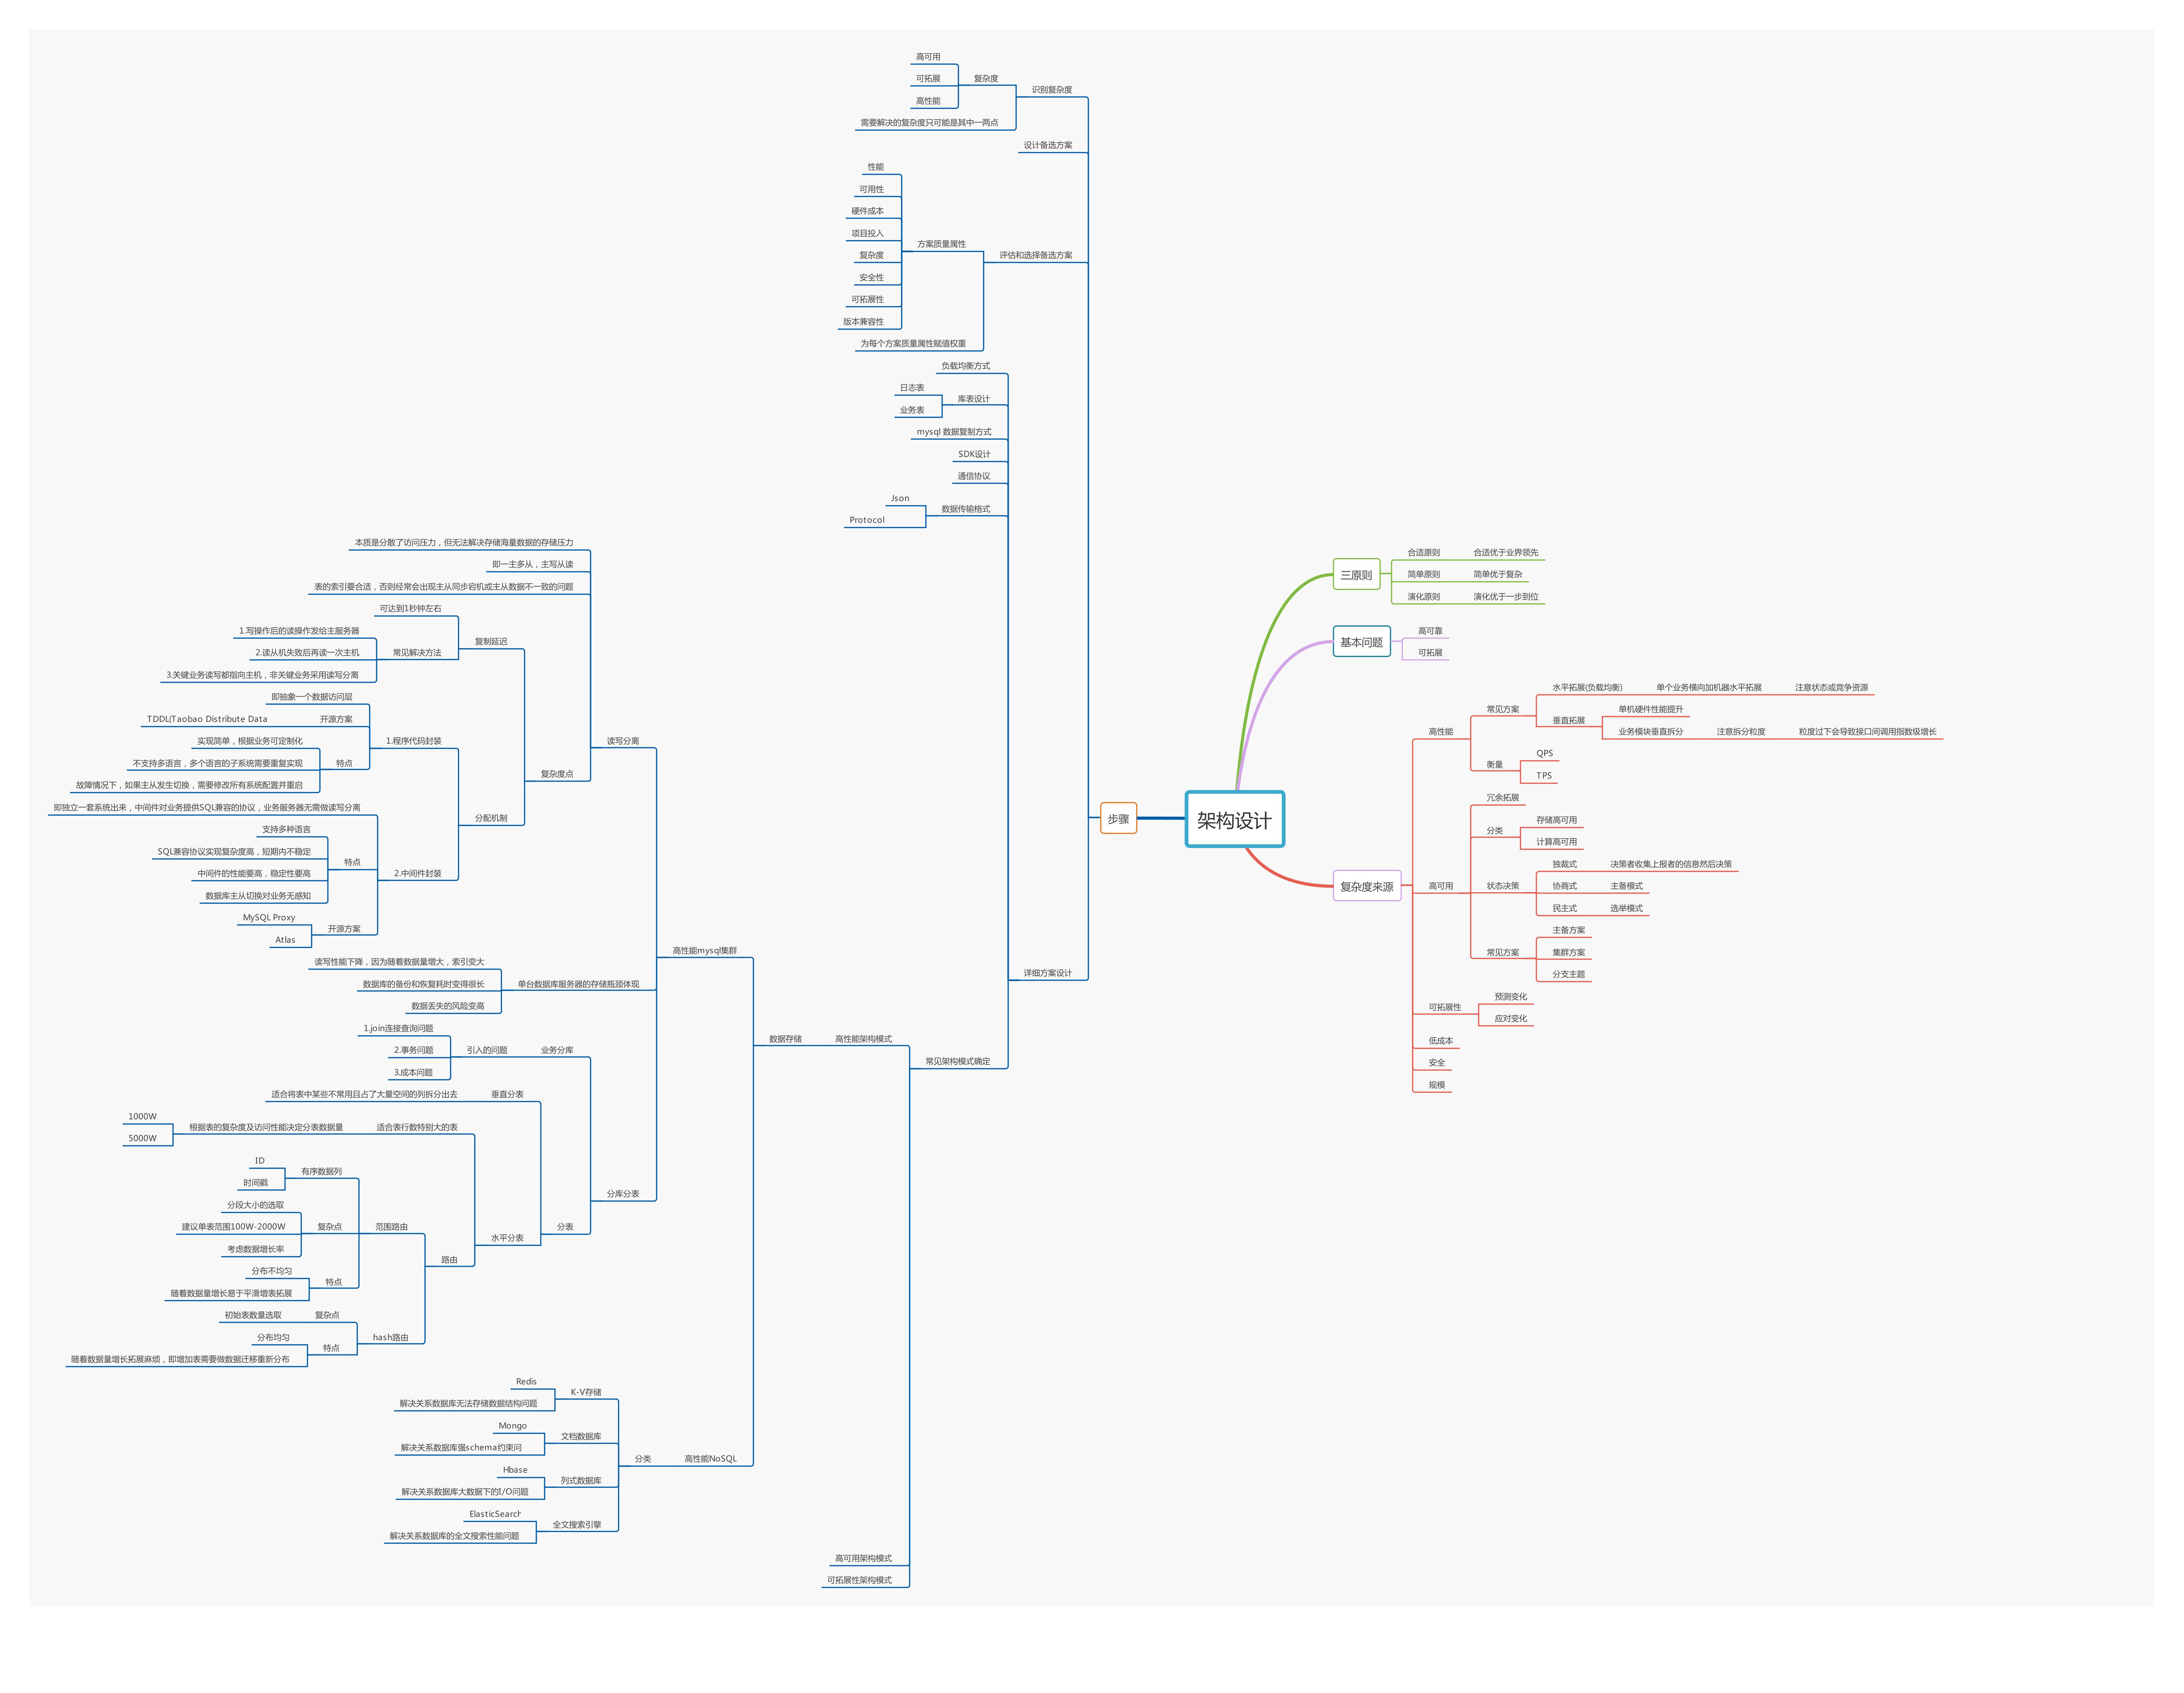 架构设计
三原则
合适原则
合适优于业界领先
简单原则
简单优于复杂
演化原则
演化优于一步到位
基本问题
高可靠
可拓展
复杂度来源
高性能
常见方案
水平拓展(负载均衡)
单个业务横向加机器水平拓展
注意状态或竞争资源
垂直拓展
单机硬件性能提升
业务模块垂直拆分
注意拆分粒度
粒度过下会导致接口间调用指数级增长
衡量
QPS
TPS
高可用
冗余拓展
分类
存储高可用
计算高可用
状态决策
独裁式
决策者收集上报者的信息然后决策
协商式
主备模式
民主式
选举模式
常见方案
主备方案
集群方案
分支主题
可拓展性
预测变化
应对变化
低成本
安全
规模
步骤
识别复杂度
复杂度
高可用
可拓展
高性能
需要解决的复杂度只可能是其中一两点
设计备选方案
评估和选择备选方案
方案质量属性
性能
可用性
硬件成本
项目投入
复杂度
安全性
可拓展性
版本兼容性
为每个方案质量属性赋值权重
详细方案设计
负载均衡方式
库表设计
日志表
业务表
mysql 数据复制方式
SDK设计
通信协议
数据传输格式
Json
Protocol
常见架构模式确定
高性能架构模式
数据存储
高性能mysql集群
读写分离
本质是分散了访问压力，但无法解决存储海量数据的存储压力
即一主多从，主写从读
表的索引要合适，否则经常会出现主从同步宕机或主从数据不一致的问题
复杂度点
复制延迟
可达到1秒钟左右
常见解决方法
1.写操作后的读操作发给主服务器
2.读从机失败后再读一次主机
3.关键业务读写都指向主机，非关键业务采用读写分离
分配机制
1.程序代码封装
即抽象一个数据访问层
开源方案
TDDL(Taobao Distribute Data
特点
实现简单，根据业务可定制化
不支持多语言，多个语言的子系统需要重复实现
故障情况下，如果主从发生切换，需要修改所有系统配置并重启
2.中间件封装
即独立一套系统出来，中间件对业务提供SQL兼容的协议，业务服务器无需做读写分离
特点
支持多种语言
SQL兼容协议实现复杂度高，短期内不稳定
中间件的性能要高，稳定性要高
数据库主从切换对业务无感知
开源方案
MySQL Proxy
Atlas
单台数据库服务器的存储瓶颈体现
读写性能下降，因为随着数据量增大，索引变大
数据库的备份和恢复耗时变得很长
数据丢失的风险变高
分库分表
业务分库
引入的问题
1.join连接查询问题
2.事务问题
3.成本问题
分表
垂直分表
适合将表中某些不常用且占了大量空间的列拆分出去
水平分表
适合表行数特别大的表
根据表的复杂度及访问性能决定分表数据量
1000W
5000W
路由
范围路由
有序数据列
ID
时间戳
复杂点
分段大小的选取
建议单表范围100W-2000W
考虑数据增长率
特点
分布不均匀
随着数据量增长易于平滑增表拓展
hash路由
复杂点
初始表数量选取
特点
分布均匀
随着数据量增长拓展麻烦，即增加表需要做数据迁移重新分布
高性能NoSQL
分类
K-V存储
Redis
解决关系数据库无法存储数据结构问题
文档数据库
Mongo
解决关系数据库强schema约束问
列式数据库
Hbase
解决关系数据库大数据下的I/O问题
全文搜索引擎
ElasticSearch
解决关系数据库的全文搜索性能问题
高可用架构模式
可拓展性架构模式